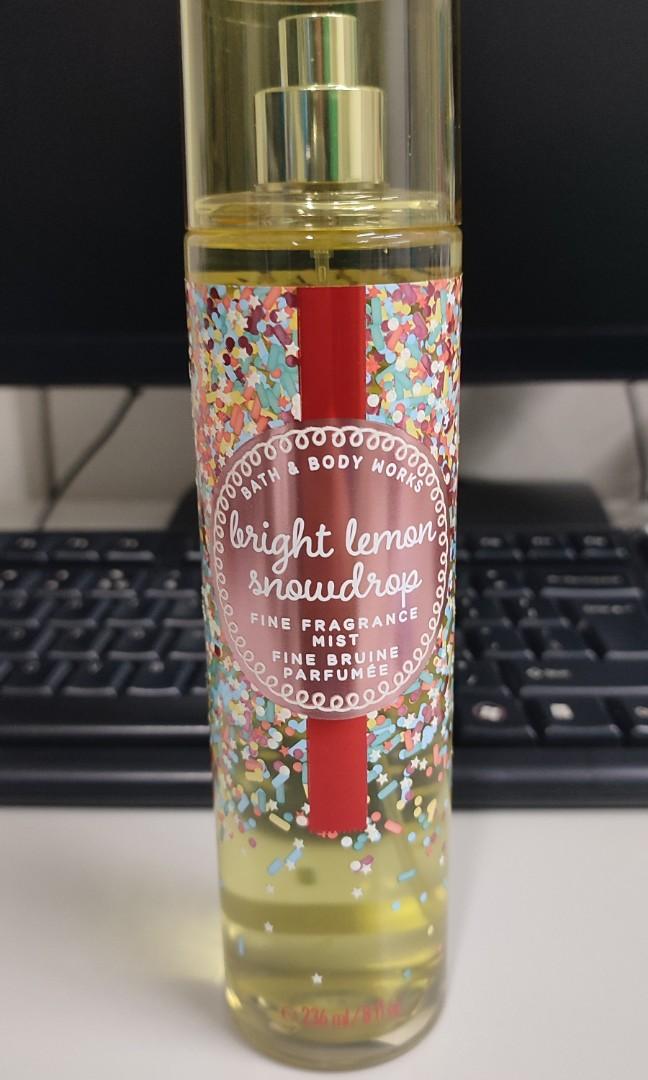 BATH & BODY WORKS
bright lemon
snowdrop
FINE FRAGRANCE
MIST
FINE BRUINE
PARFUMÉE
236 ml/8 fl oz